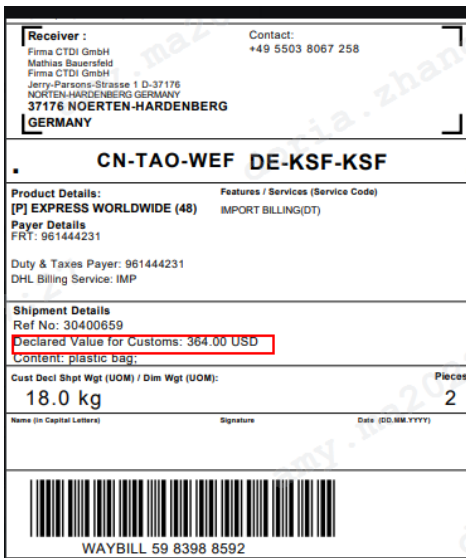 Receiver :
Firma CTDI GmbH
Mathias Bauersfeld
Firma CTDI GmbH
Jerry-Parsons-Strasse 1 D-37176
NORTEN-HARDENBERG GERMANY
37176 NOERTEN-HARDENBERG
GERMANY
Contact:
+49 5503 8067 258
. CN-TAO-WEF DE-KSF-KSF
Product Details:
[P] EXPRESS WORLDWIDE (48)
Features / Services (Service Code)
IMPORT BILLING(DT)
Payer Details
FRT: 961444231
Duty & Taxes Payer: 961444231
DHL Billing Service: IMP
Shipment Details
Ref No: 30400659
Declared Value for Customs: 364.00 USD
Content: plastic bag;
Cust Decl Shpt Wgt (UOM) / Dim Wgt (UOM):
18.0 kg
Pieces
2
Name (in Capital Letters)
Signature
Date (DD.MM.YYYY)
WAYBILL 59 8398 8592